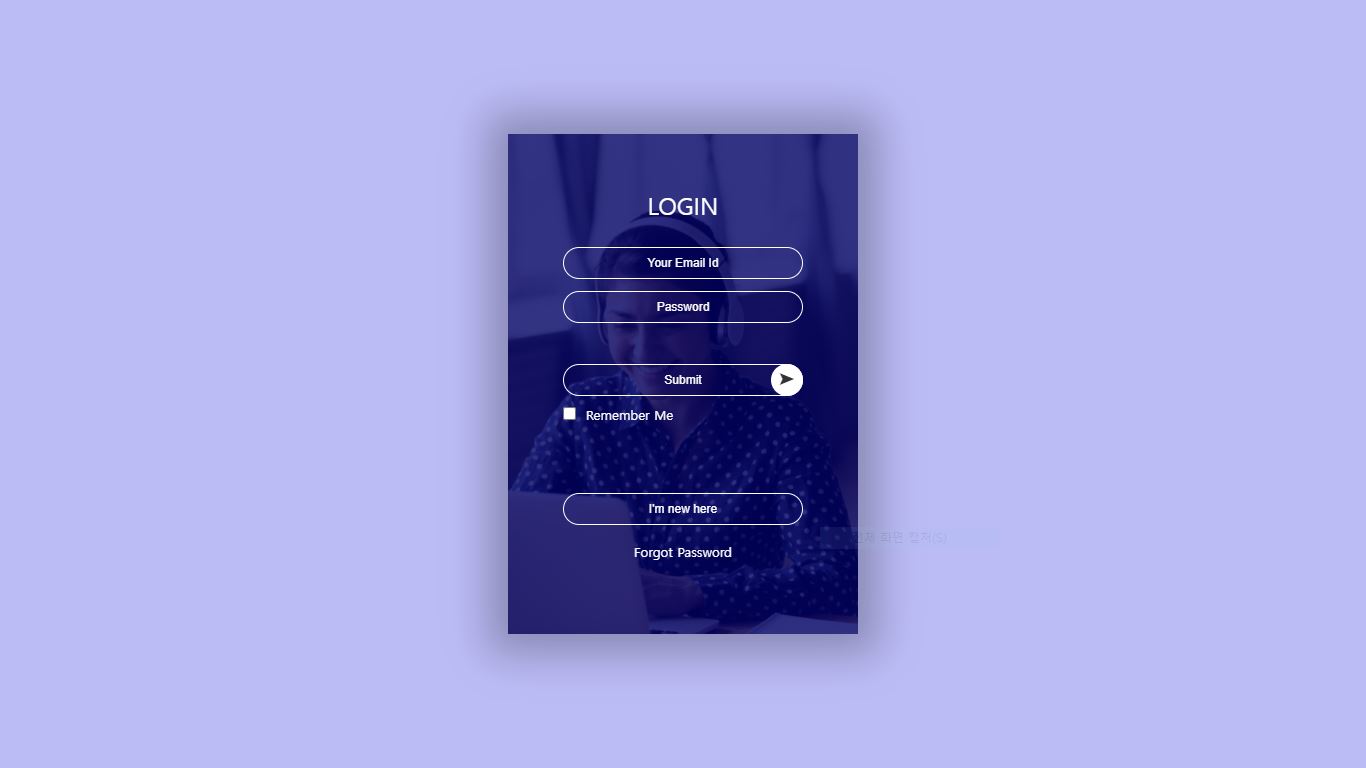 LOGIN
Your Email Id
Password
Submit
Remember Me
I'm new here
Forgot Password
전체 화면 캡처(S)